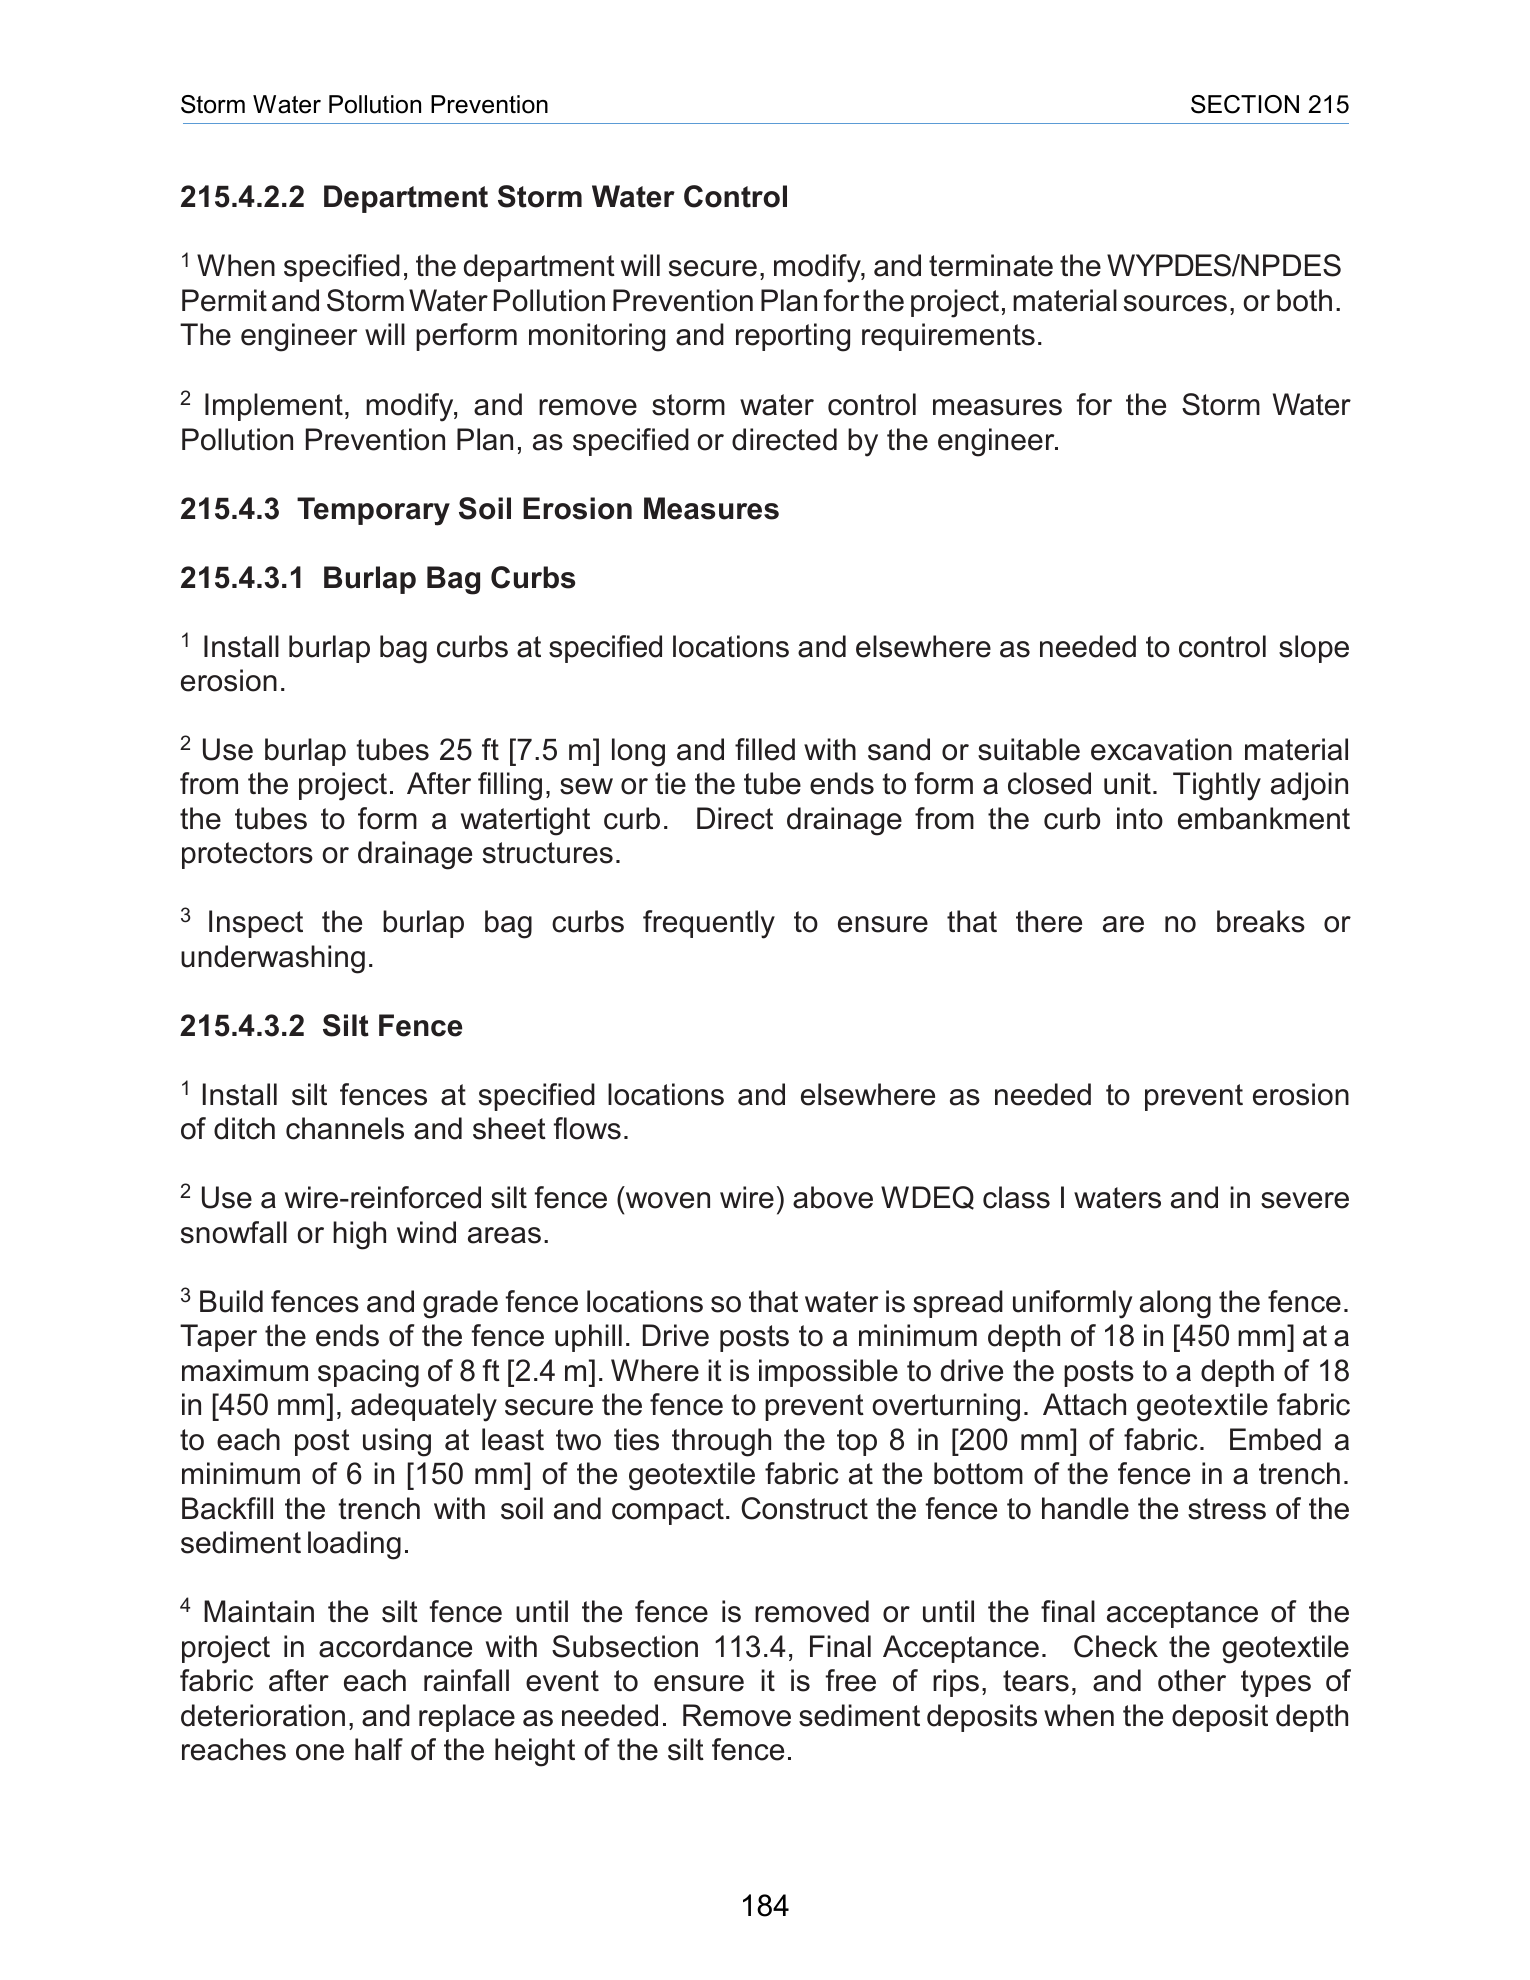 Storm Water Pollution Prevention SECTION 215
215.4.2.2 Department Storm Water Control
1 When specified, the department will secure, modify, and terminate the WYPDES/NPDES
Permit and Storm Water Pollution Prevention Plan for the project, material sources, or both.
The engineer will perform monitoring and reporting requirements.
2 Implement, modify, and remove storm water control measures for the Storm Water
Pollution Prevention Plan, as specified or directed by the engineer.
215.4.3 Temporary Soil Erosion Measures
215.4.3.1 Burlap Bag Curbs
1 Install burlap bag curbs at specified locations and elsewhere as needed to control slope
erosion.
2 Use burlap tubes 25 ft [7.5 m] long and filled with sand or suitable excavation material
from the project. After filling, sew or tie the tube ends to form a closed unit. Tightly adjoin
the tubes to form a watertight curb. Direct drainage from the curb into embankment
protectors or drainage structures.
3 Inspect the burlap bag curbs frequently to ensure that there are no breaks or
underwashing.
215.4.3.2 Silt Fence
1 Install silt fences at specified locations and elsewhere as needed to prevent erosion
of ditch channels and sheet flows.
2 Use a wire-reinforced silt fence (woven wire) above WDEQ class I waters and in severe
snowfall or high wind areas.
3 Build fences and grade fence locations so that water is spread uniformly along the fence.
Taper the ends of the fence uphill. Drive posts to a minimum depth of 18 in [450 mm] at a
maximum spacing of 8 ft [2.4 m]. Where it is impossible to drive the posts to a depth of 18
in [450 mm], adequately secure the fence to prevent overturning. Attach geotextile fabric
to each post using at least two ties through the top 8 in [200 mm] of fabric. Embed a
minimum of 6 in [150 mm] of the geotextile fabric at the bottom of the fence in a trench.
Backfill the trench with soil and compact. Construct the fence to handle the stress of the
sediment loading.
4 Maintain the silt fence until the fence is removed or until the final acceptance of the
project in accordance with Subsection 113.4, Final Acceptance. Check the geotextile
fabric after each rainfall event to ensure it is free of rips, tears, and other types of
deterioration, and replace as needed. Remove sediment deposits when the deposit depth
reaches one half of the height of the silt fence.
184